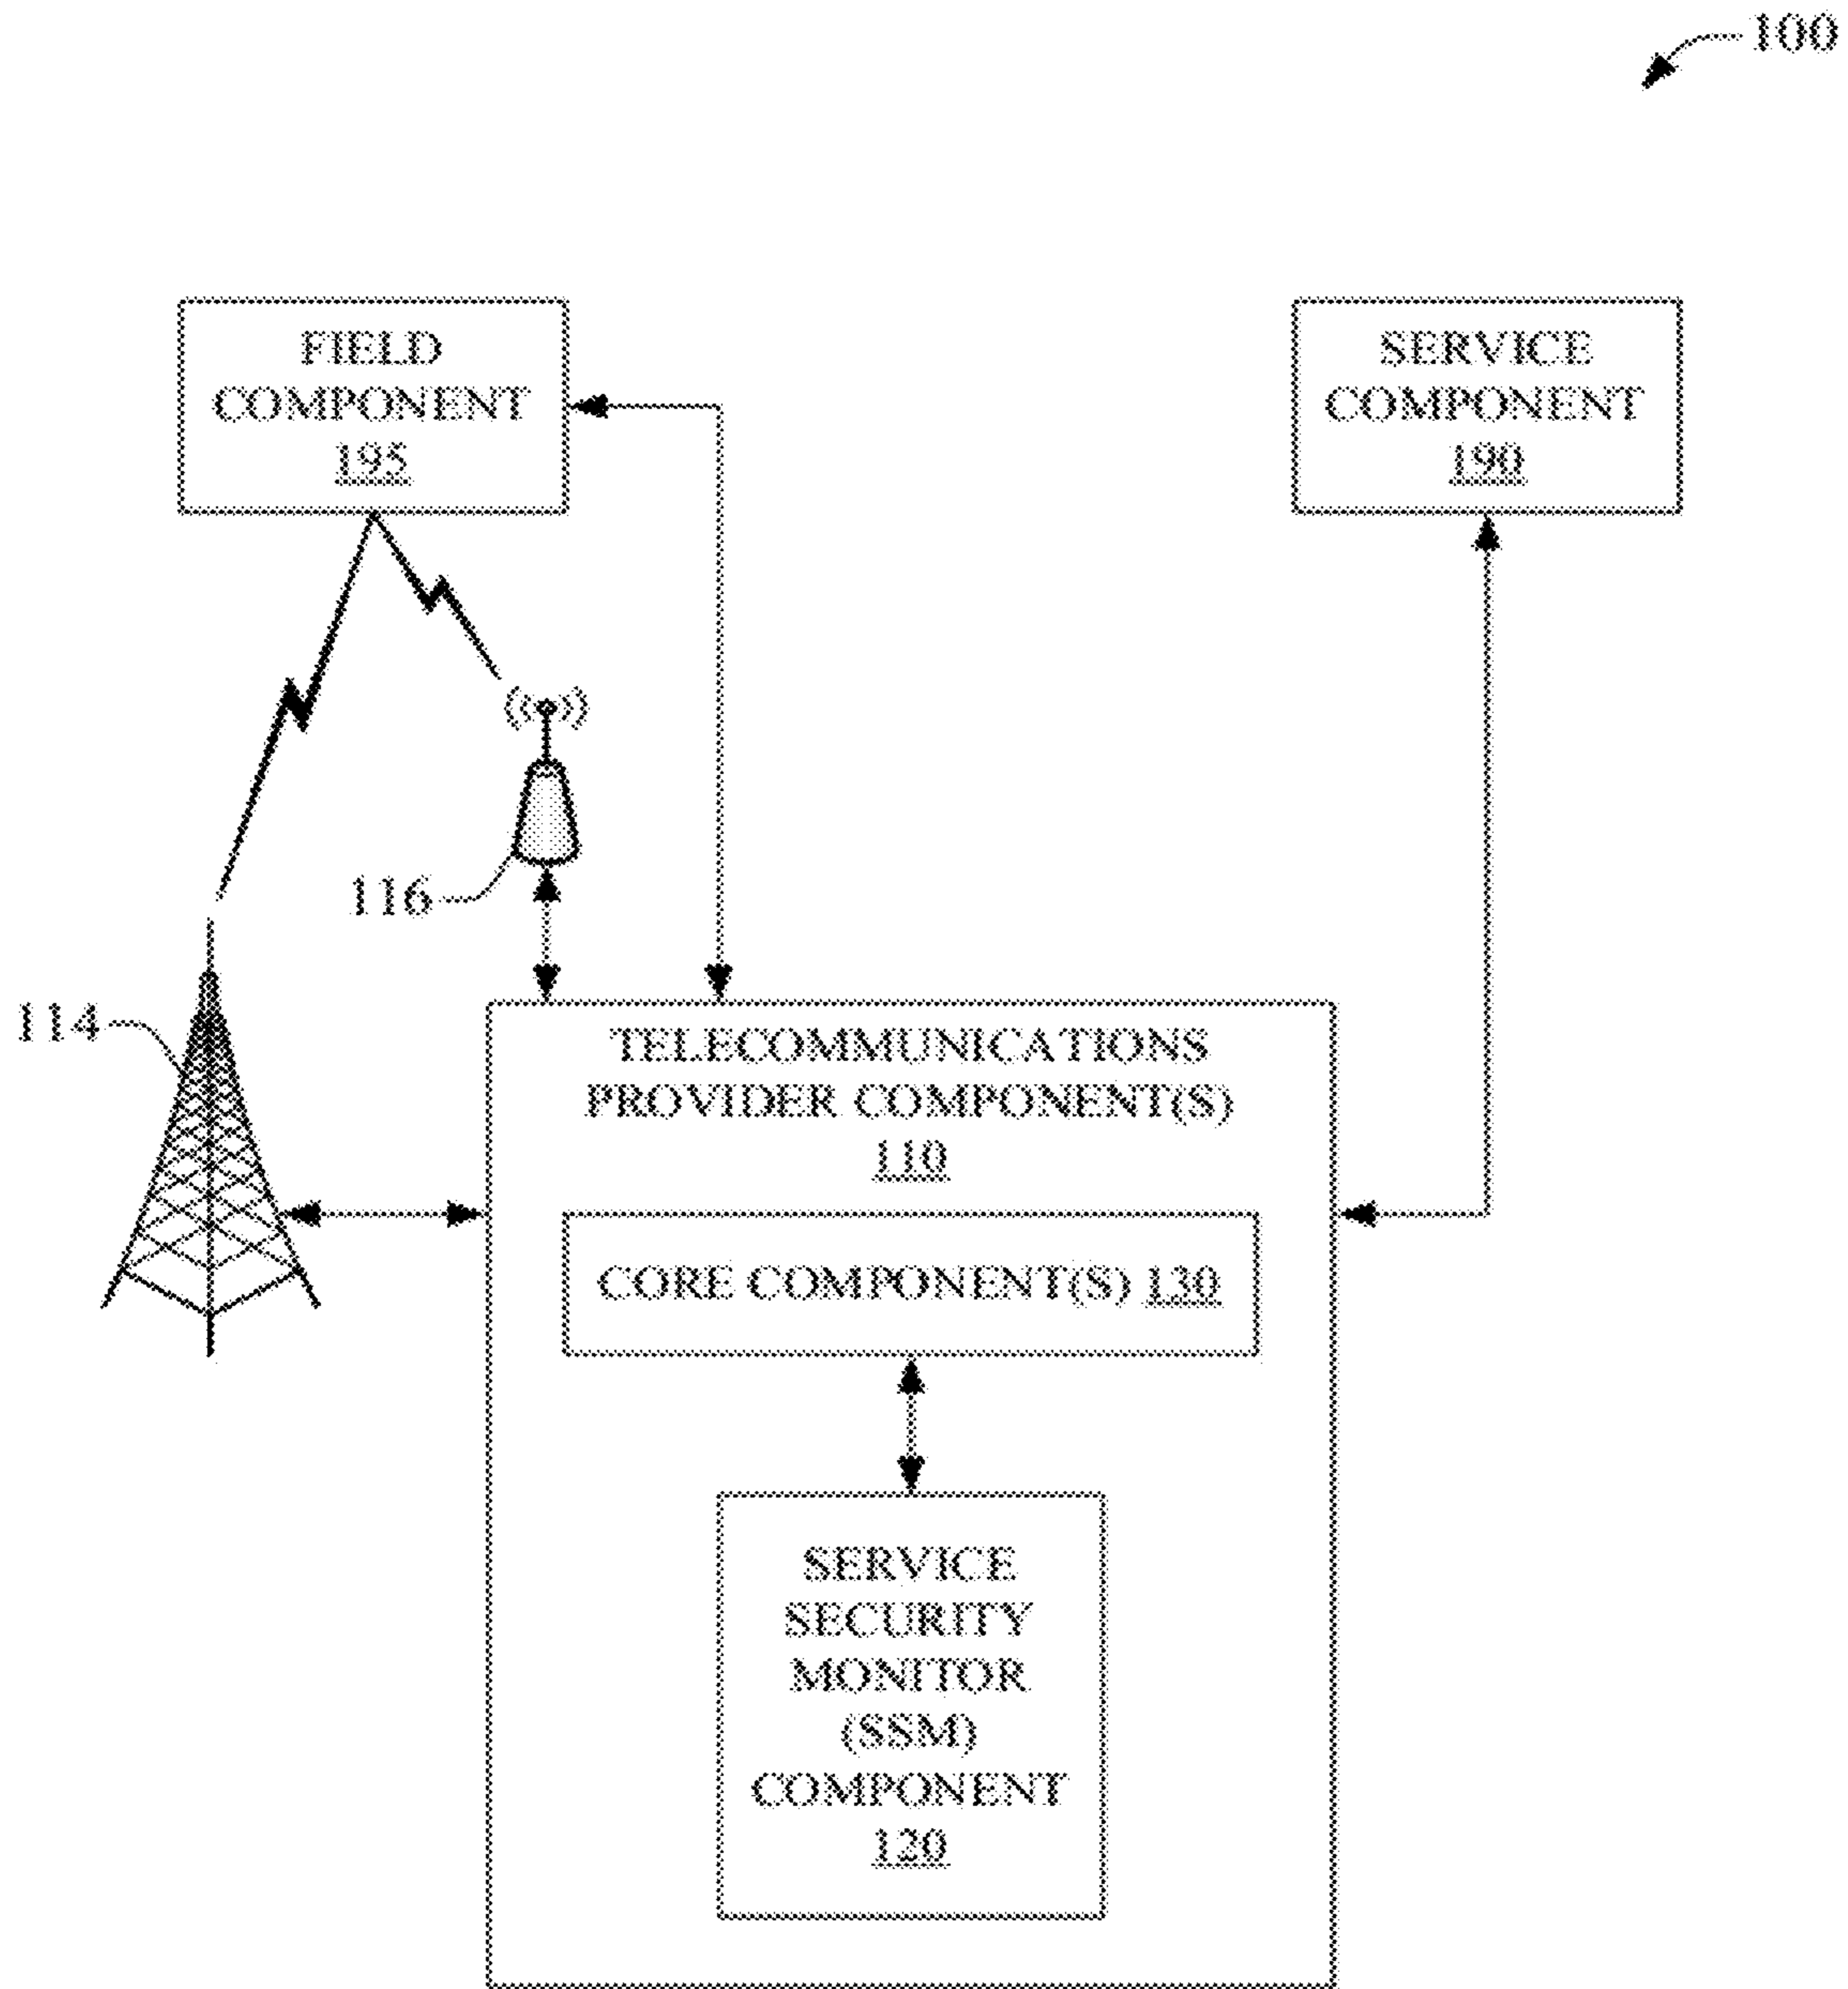 100
FIELD
COMPONENT
195
SERVICE
COMPONENT
190
116
114
TELECOMMUNICATIONS
PROVIDER COMPONENT(S)
110
CORE COMPONENT(S) 130
SERVICE
SECURITY
MONITOR
(SSM)
COMPONENT
120